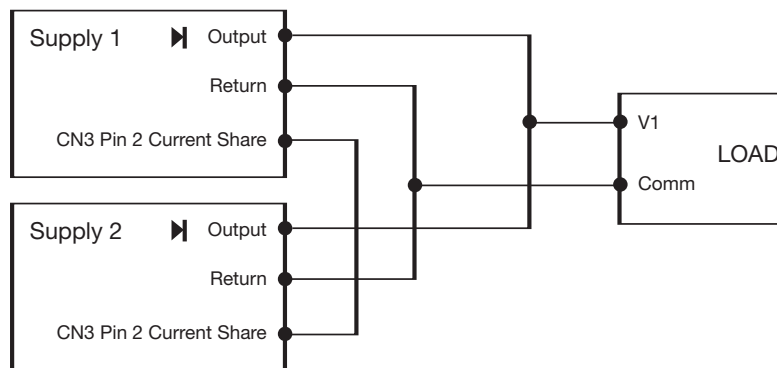 Supply 1 Output
Return
CN3 Pin 2 Current Share
V1
LOAD
Comm
Supply 2 Output
Return
CN3 Pin 2 Current Share